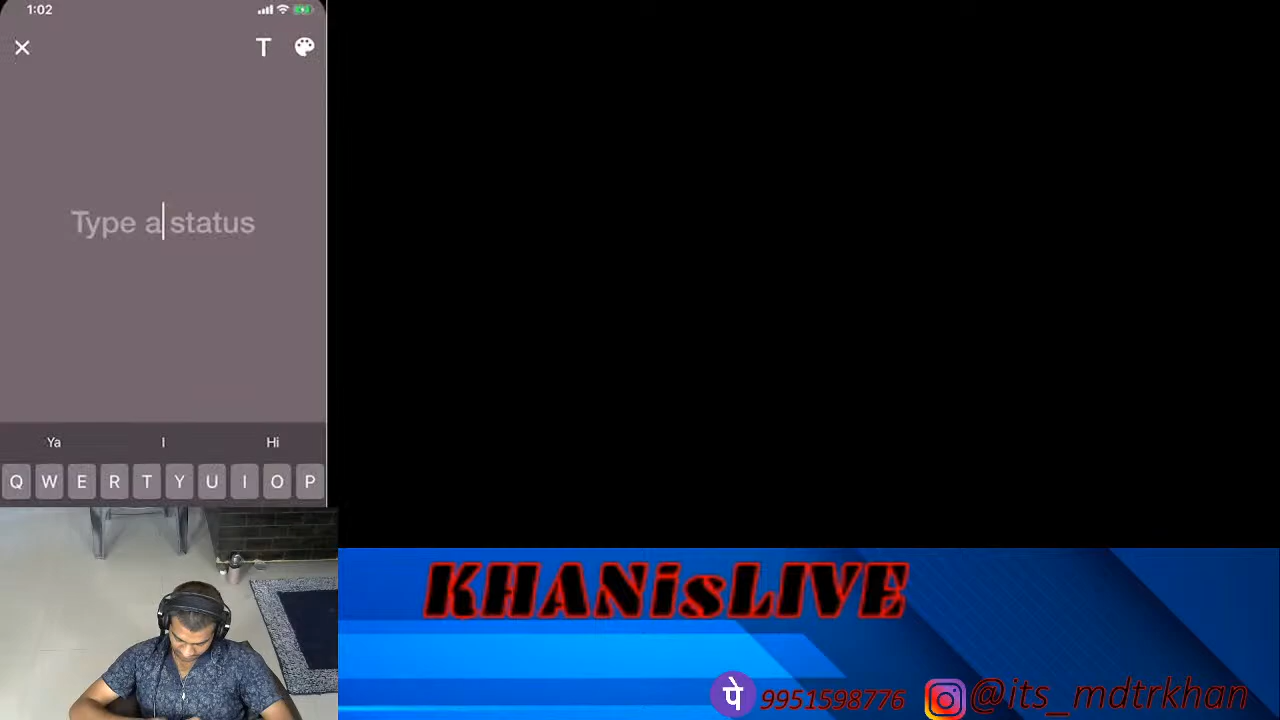 1:02
T
Type a status
Ya I Hi
Q W E R T Y U I O P
KHANisLIVE
पे 9951598776 @its_mdtrkhan